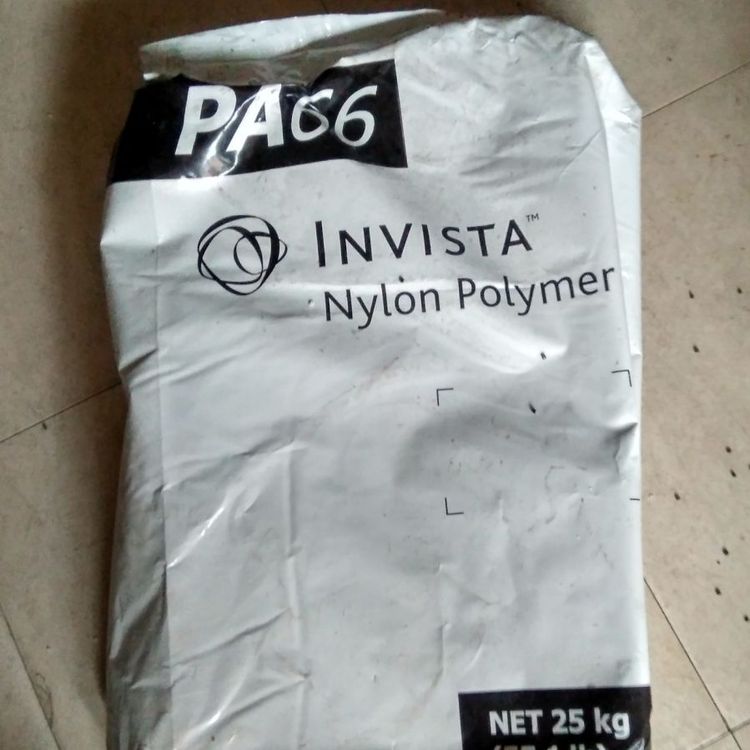 PA66
INVISTA™
Nylon Polymer
NET 25 kg